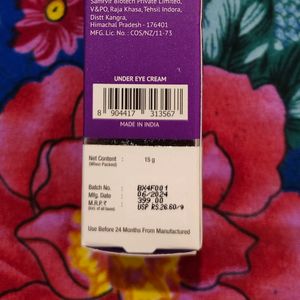 Samrvir Biotech Private Limited,
V&PO, Raja Khasa, Tehsil Indora,
Distt Kangra,
Himachal Pradesh - 176401
MFG. Lic. No.: COS/NZ/11-73
UNDER EYE CREAM
8 904417 313567
MADE IN INDIA
Net Content : 15 g
(When Packed)
Batch No. BX4F001
Mfg. Date 06/2024
M.R.P.₹ 399.00
(Incl. of all taxes) USP RS.26.60/g
Use Before 24 Months From Manufactured